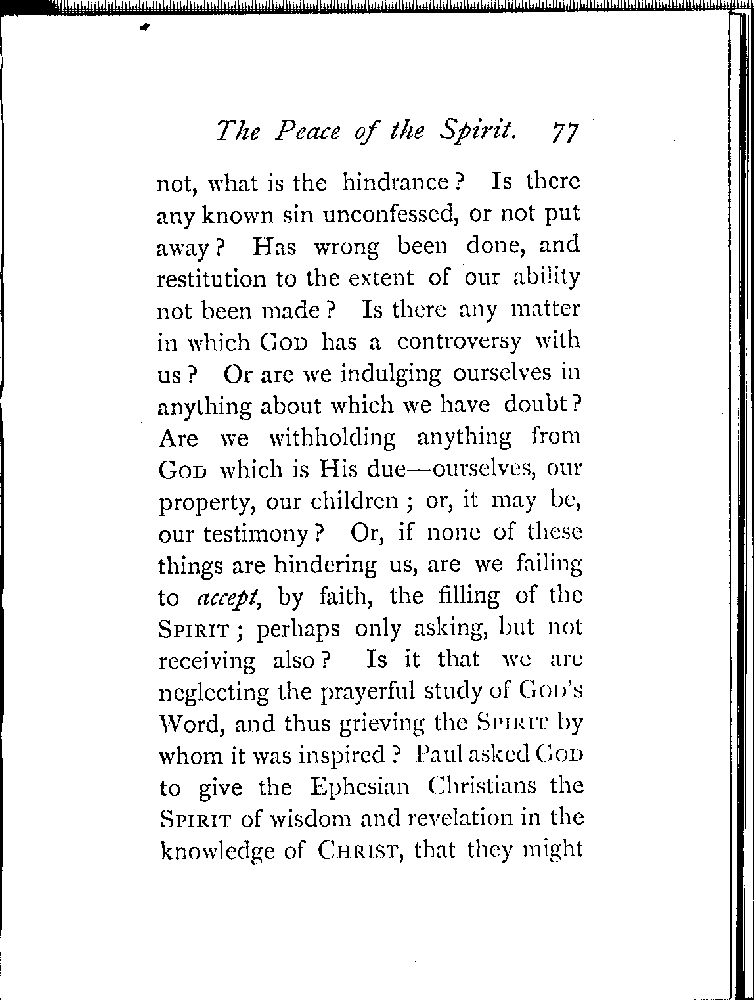 The Peace of the Spirit. 77
not, what is the hindrance? Is there
any known sin unconfessed, or not put
away? Has wrong been done, and
restitution to the extent of our ability
not been made? Is there any matter
in which GOD has a controversy with
us? Or are we indulging ourselves in
anything about which we have doubt?
Are we withholding anything from
GOD which is His due—ourselves, our
property, our children; or, it may be,
our testimony? Or, if none of these
things are hindering us, are we failing
to accept, by faith, the filling of the
SPIRIT; perhaps only asking, but not
receiving also? Is it that we are
neglecting the prayerful study of GOD'S
Word, and thus grieving the SPIRIT by
whom it was inspired? Paul asked GOD
to give the Ephesian Christians the
SPIRIT of wisdom and revelation in the
knowledge of CHRIST, that they might